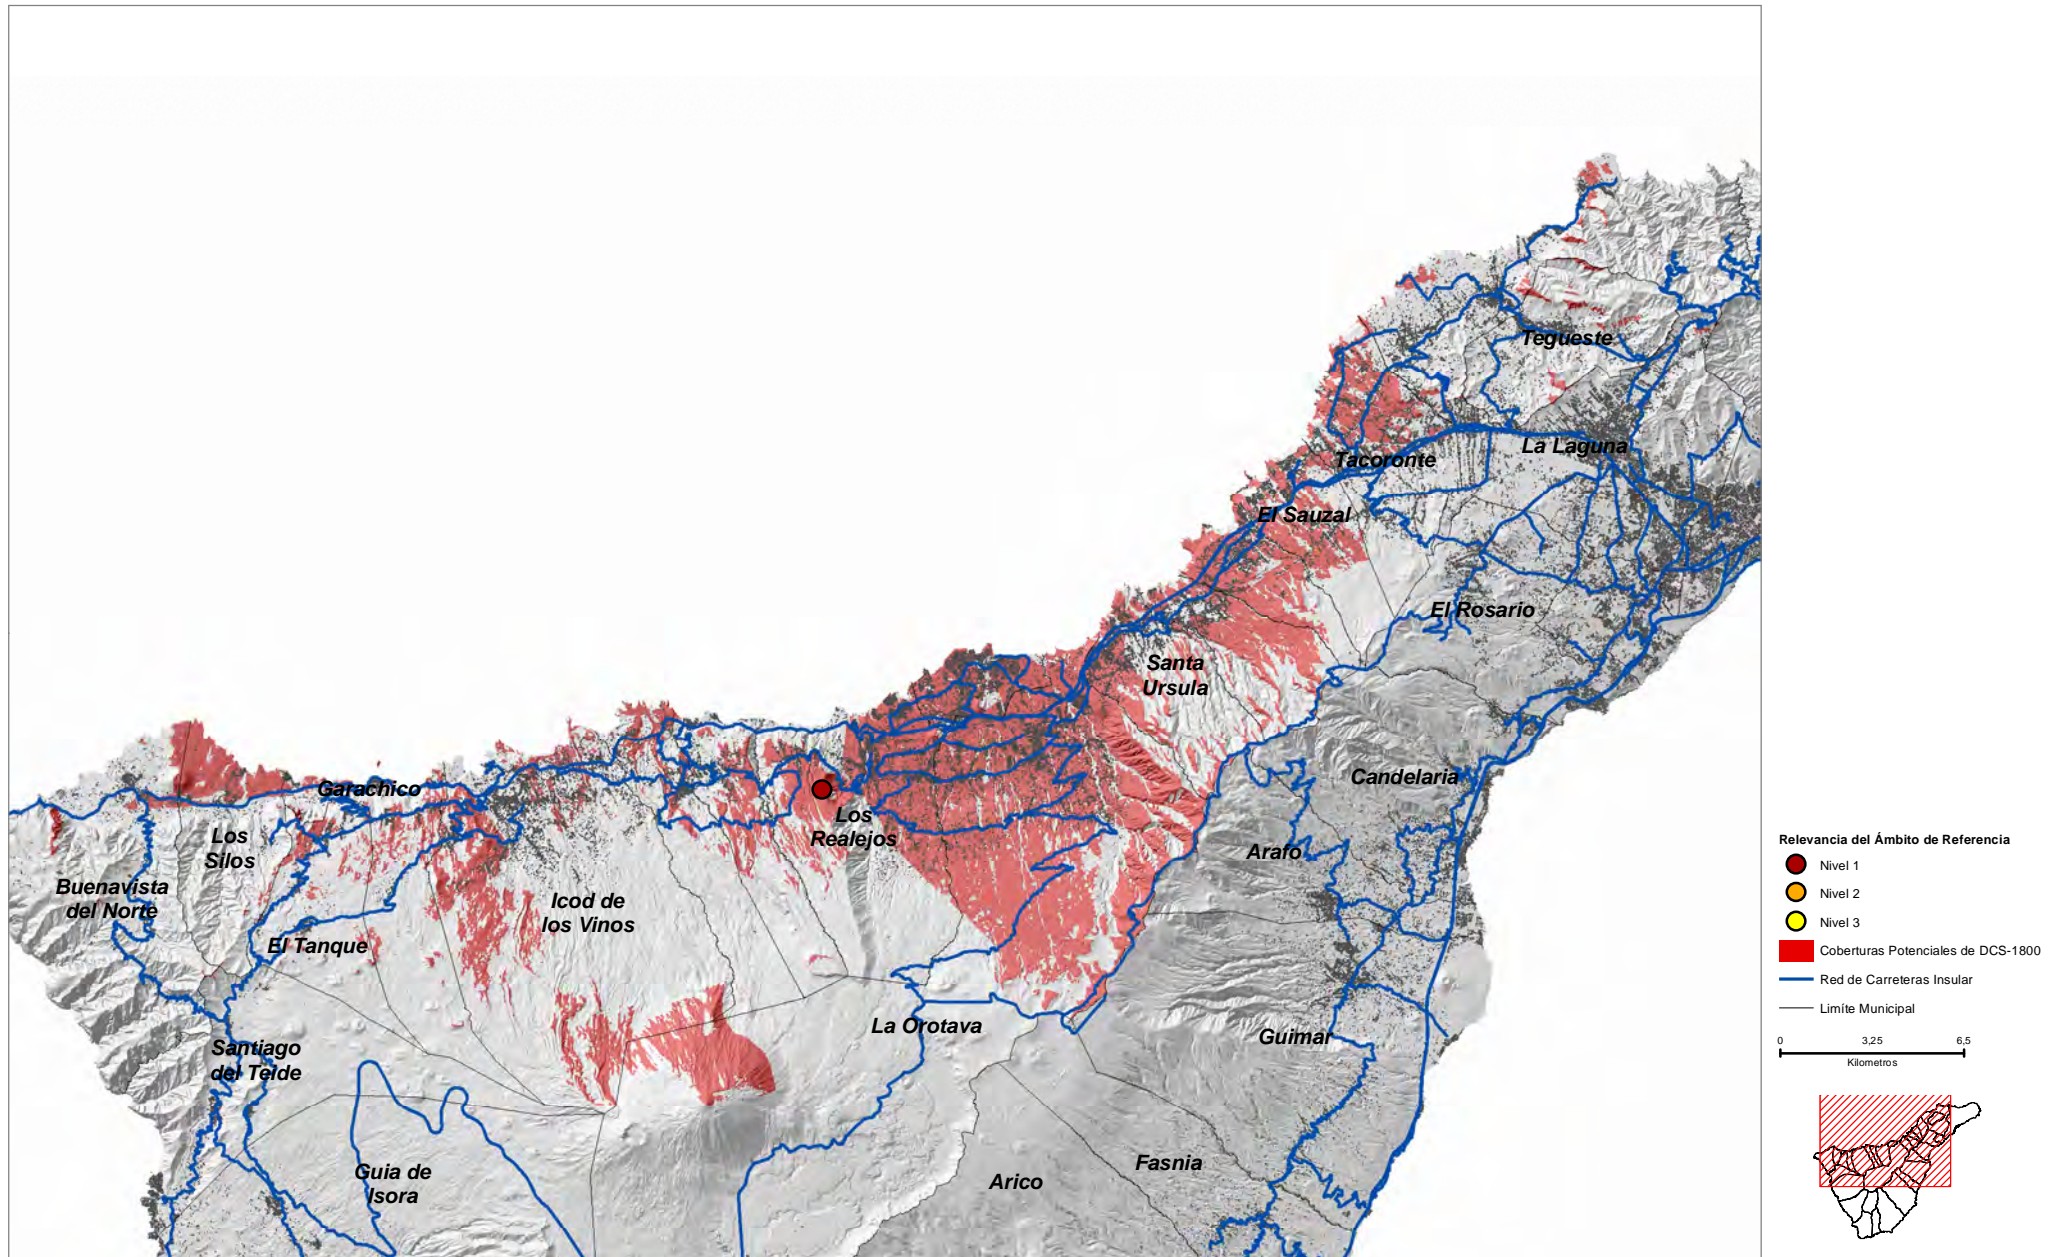 Tegueste
La Laguna
Tacoronte
El Sauzal
El Rosario
Santa
Ursula
Candelaria
Garachico
Los
Realejos
Los
Silos
Arafo
Buenavista
del Norte
Icod de
los Vinos
El Tanque
La Orotava
Guimar
Santiago
del Teide
Guia de
Isora
Fasnia
Arico
Relevancia del Ámbito de Referencia
Nivel 1
Nivel 2
Nivel 3
Coberturas Potenciales de DCS-1800
Red de Carreteras Insular
Limíte Municipal
0 3,25 6,5
Kilometros